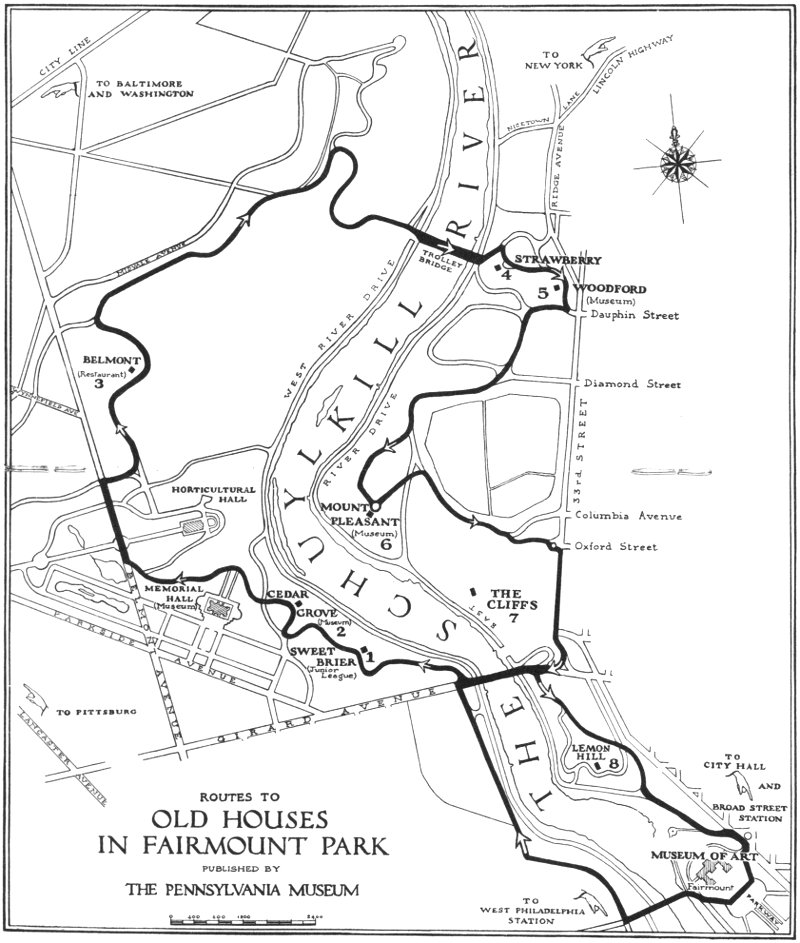 CITY LINE
TO BALTIMORE
AND WASHINGTON
TO
NEW YORK
LINCOLN HIGHWAY
NICETOWN LANE
RIDGE AVENUE
THE SCHUYLKILL RIVER
TROLLEY
BRIDGE
STRAWBERRY
4
WOODFORD
(Museum)
5
Dauphin Street
MIDVALE AVENUE
WEST RIVER DRIVE
BELMONT
(Restaurant)
3
Diamond Street
33rd STREET
EAST RIVER DRIVE
HORTICULTURAL
HALL
MOUNT
PLEASANT
(Museum)
6
Columbia Avenue
Oxford Street
MEMORIAL
HALL
(Museum)
CEDAR
GROVE
(Museum)
2
THE
CLIFFS
7
BELMONT AVENUE
PARKSIDE AVENUE
SWEET
BRIER
(Junior
League)
1
GIRARD AVENUE
TO PITTSBURG
LANCASTER AVENUE
LEMON
HILL
8
TO
CITY HALL
AND
BROAD STREET
STATION
ROUTES TO
OLD HOUSES
IN FAIRMOUNT PARK
PUBLISHED BY
THE PENNSYLVANIA MUSEUM
MUSEUM OF ART
Fairmount
PARKWAY
TO
WEST PHILADELPHIA
STATION